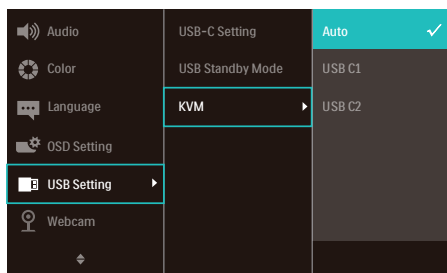 Audio
Color
Language
OSD Setting
USB Setting
Webcam
USB-C Setting
USB Standby Mode
KVM
Auto
USB C1
USB C2